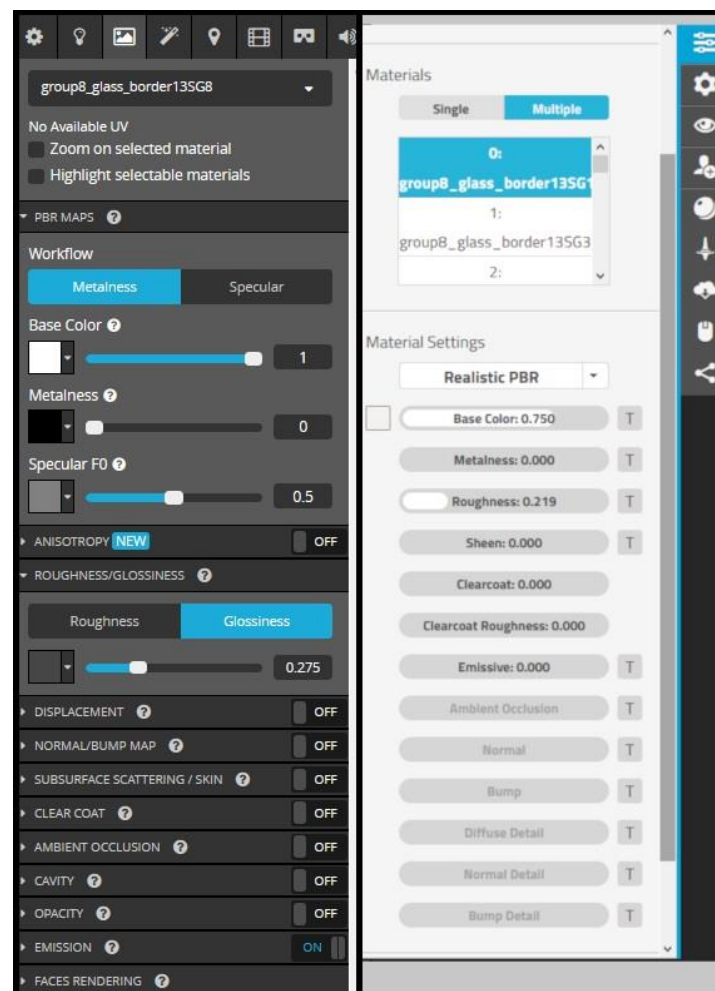 group8_glass_border13SG8
No Available UV
Zoom on selected material
Highlight selectable materials
PBR MAPS ?
Workflow
Metalness Specular
Base Color ?
1
Metalness ?
0
Specular F0 ?
0.5
ANISOTROPY NEW OFF
ROUGHNESS/GLOSSINESS ?
Roughness Glossiness
0.275
DISPLACEMENT ? OFF
NORMAL/BUMP MAP ? OFF
SUBSURFACE SCATTERING / SKIN ? OFF
CLEAR COAT ? OFF
AMBIENT OCCLUSION ? OFF
CAVITY ? OFF
OPACITY ? OFF
EMISSION ? ON
FACES RENDERING ?
Materials
Single Multiple
0:
group8_glass_border13SG1
1:
group8_glass_border13SG3
2:
Material Settings
Realistic PBR
Base Color: 0.750 T
Metalness: 0.000 T
Roughness: 0.219 T
Sheen: 0.000 T
Clearcoat: 0.000
Clearcoat Roughness: 0.000
Emissive: 0.000 T
Ambient Occlusion T
Normal T
Bump T
Diffuse Detail T
Normal Detail T
Bump Detail T